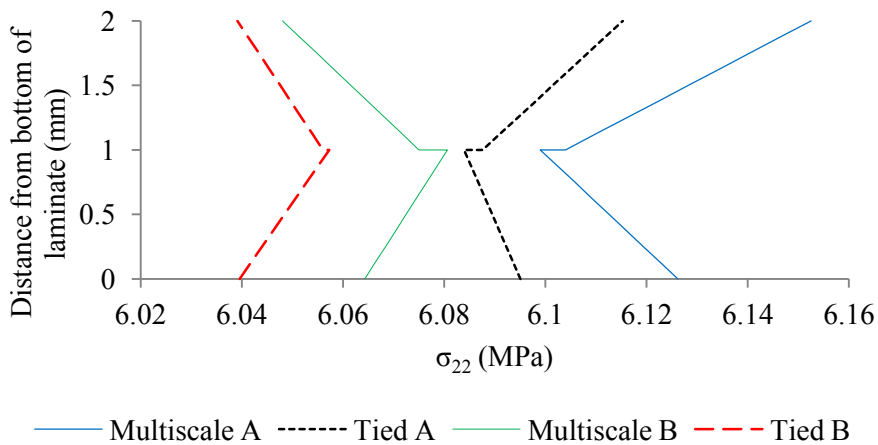 Distance from bottom of
laminate (mm)
2
1.5
1
0.5
0
6.02 6.04 6.06 6.08 6.1 6.12 6.14 6.16
σ22 (MPa)
Multiscale A Tied A Multiscale B Tied B